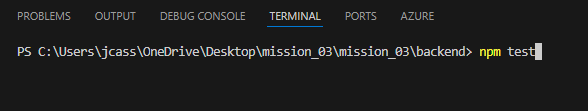 PROBLEMS OUTPUT DEBUG CONSOLE TERMINAL PORTS AZURE
PS C:\Users\jcass\OneDrive\Desktop\mission_03\mission_03\backend> npm test